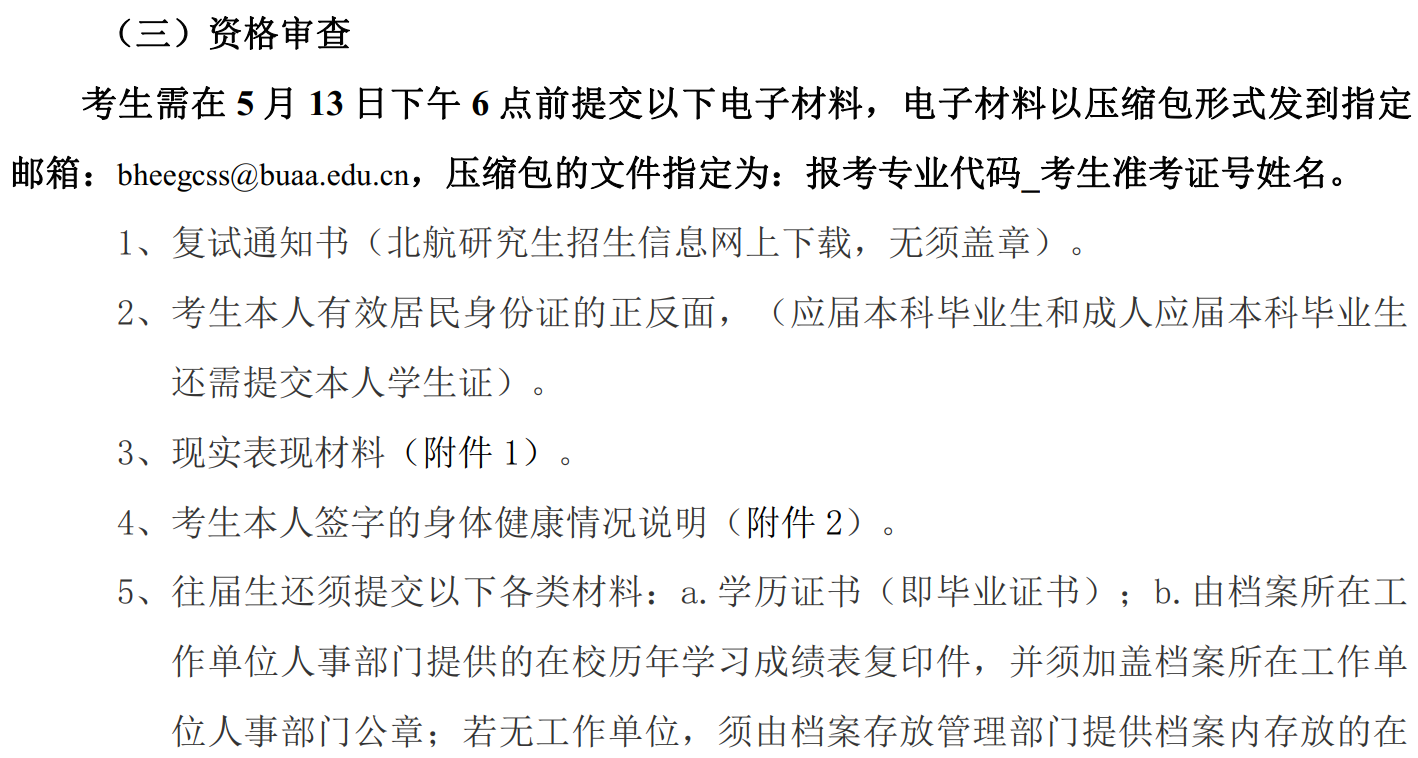 （三）资格审查
考生需在 5 月 13 日下午 6 点前提交以下电子材料，电子材料以压缩包形式发到指定
邮箱：bheegcss@buaa.edu.cn，压缩包的文件指定为：报考专业代码_考生准考证号姓名。
1、复试通知书（北航研究生招生信息网上下载，无须盖章）。
2、考生本人有效居民身份证的正反面，（应届本科毕业生和成人应届本科毕业生
还需提交本人学生证）。
3、现实表现材料（附件 1）。
4、考生本人签字的身体健康情况说明（附件 2）。
5、往届生还须提交以下各类材料：a.学历证书（即毕业证书）；b.由档案所在工
作单位人事部门提供的在校历年学习成绩表复印件，并须加盖档案所在工作单
位人事部门公章；若无工作单位，须由档案存放管理部门提供档案内存放的在